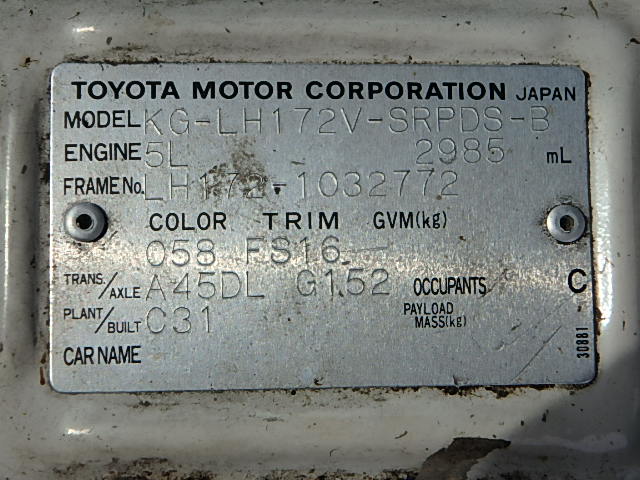 TOYOTA MOTOR CORPORATION JAPAN
MODEL KG-LH172V-SRPDS-B
ENGINE 5L 2985 mL
FRAME No. LH172-1032772
COLOR TRIM GVM(kg)
058 FS16
TRANS./AXLE A45DL G152 OCCUPANTS C
PLANT/BUILT C31 PAYLOAD MASS(kg)
CAR NAME
30881